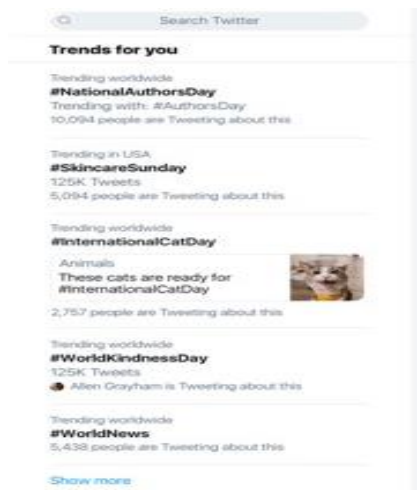 Search Twitter
Trends for you
Trending worldwide
#NationalAuthorsDay
Trending with: #AuthorsDay
10,094 people are Tweeting about this
Trending in USA
#SkincareSunday
125K Tweets
5,094 people are Tweeting about this
Trending worldwide
#InternationalCatDay
Animals
These cats are ready for
#InternationalCatDay
2,757 people are Tweeting about this
Trending worldwide
#WorldKindnessDay
125K Tweets
Allen Grayham is Tweeting about this
Trending worldwide
#WorldNews
5,438 people are Tweeting about this
Show more